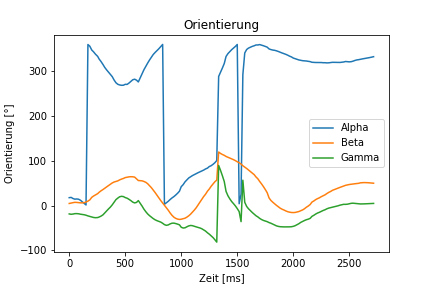 Orientierung
Orientierung [°]
300
200
100
0
−100
Alpha
Beta
Gamma
0
500
1000
1500
2000
2500
Zeit [ms]